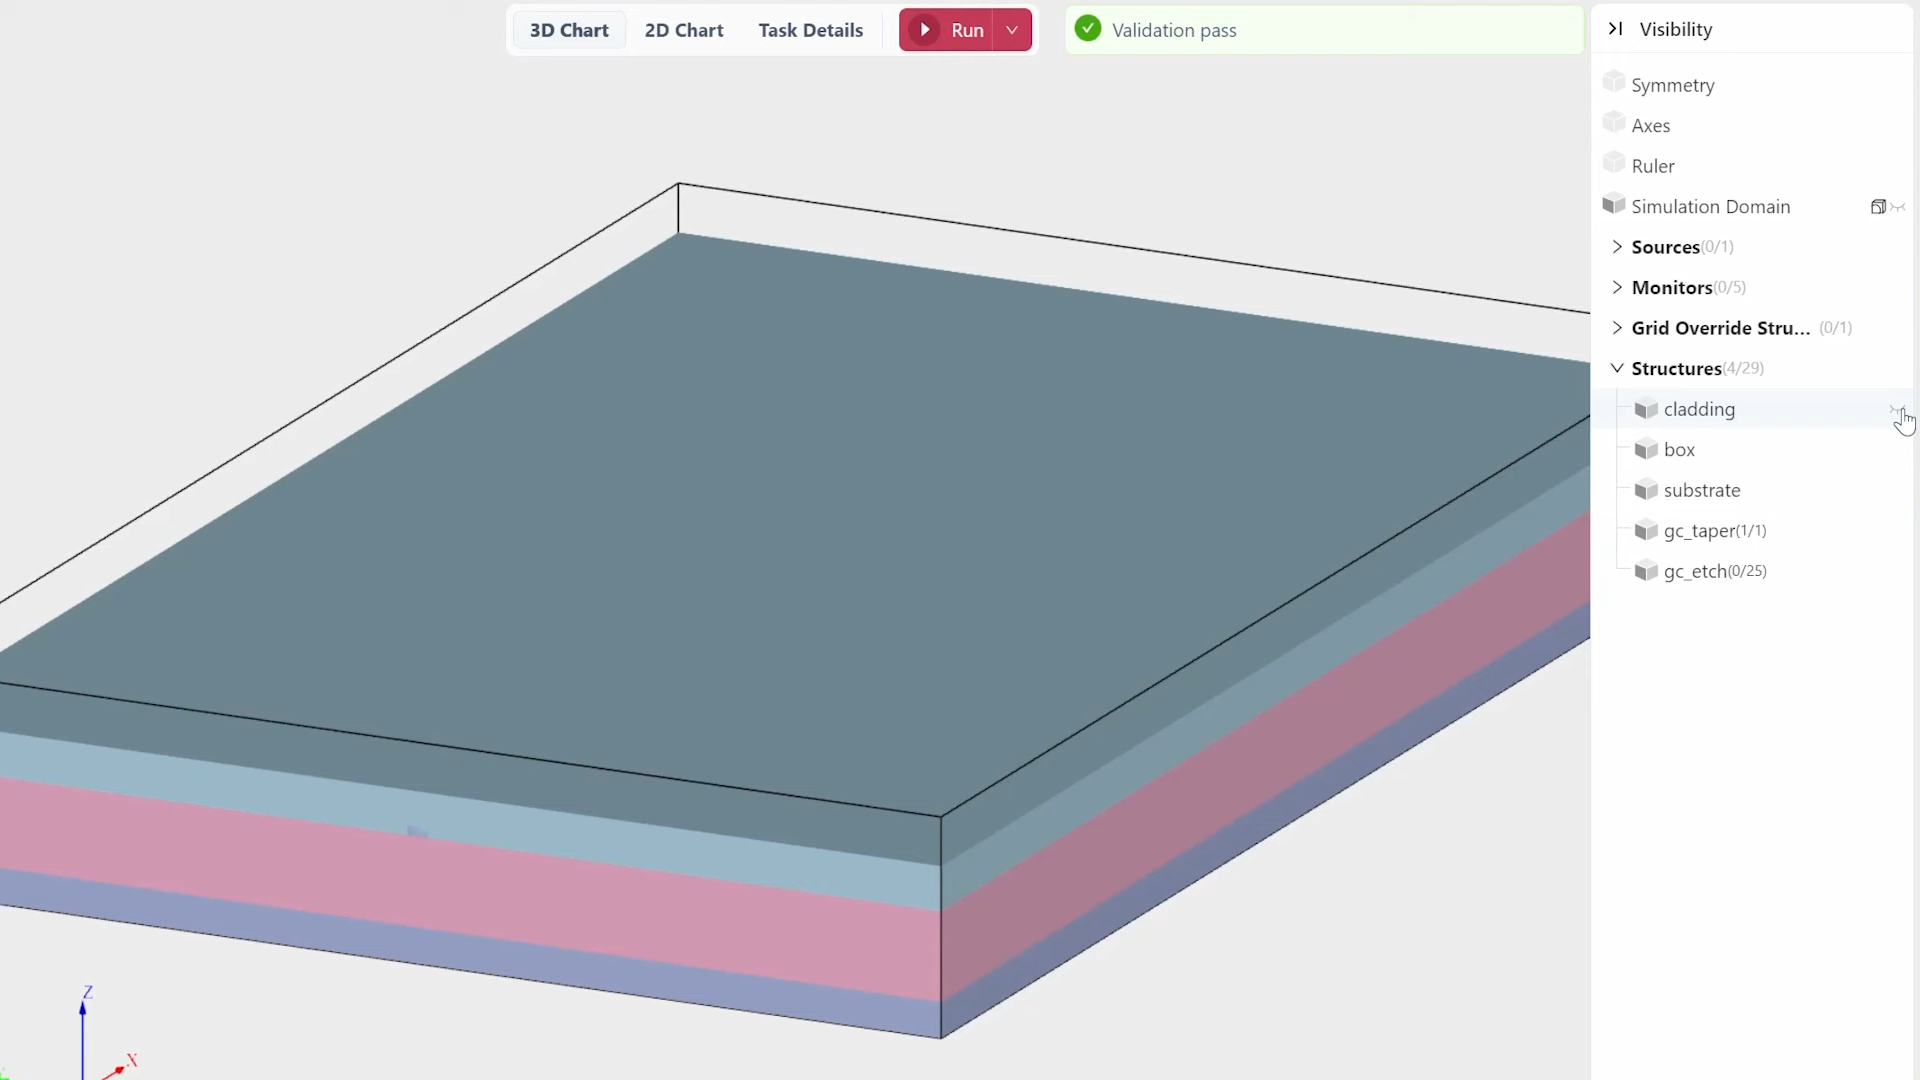 3D Chart
2D Chart
Task Details
Run
Validation pass
Visibility
Symmetry
Axes
Ruler
Simulation Domain
Sources(0/1)
Monitors(0/5)
Grid Override Stru... (0/1)
Structures(4/29)
cladding
box
substrate
gc_taper(1/1)
gc_etch(0/25)
Z
X